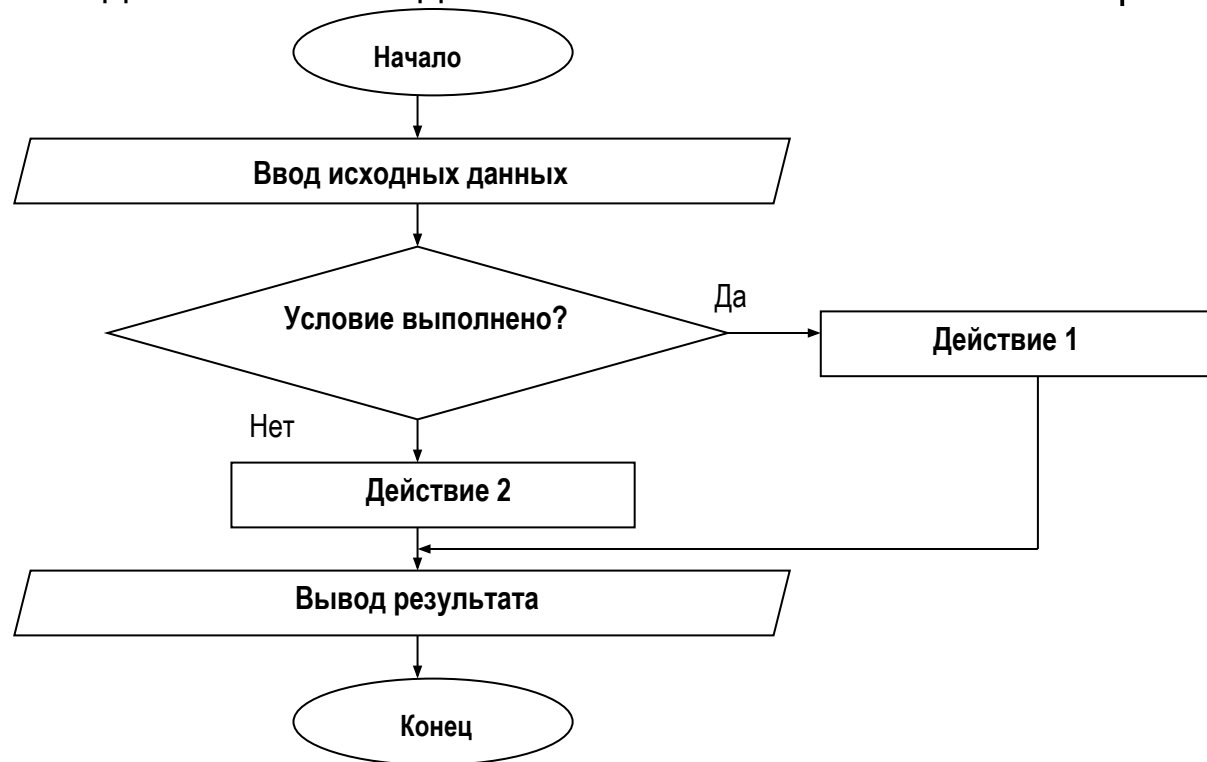 Начало
Ввод исходных данных
Условие выполнено?
Да
Действие 1
Нет
Действие 2
Вывод результата
Конец